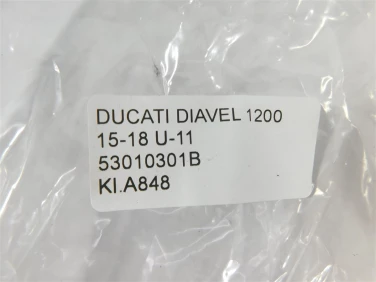 DUCATI DIAVEL 1200
15-18 U-11
53010301B
KI.A848